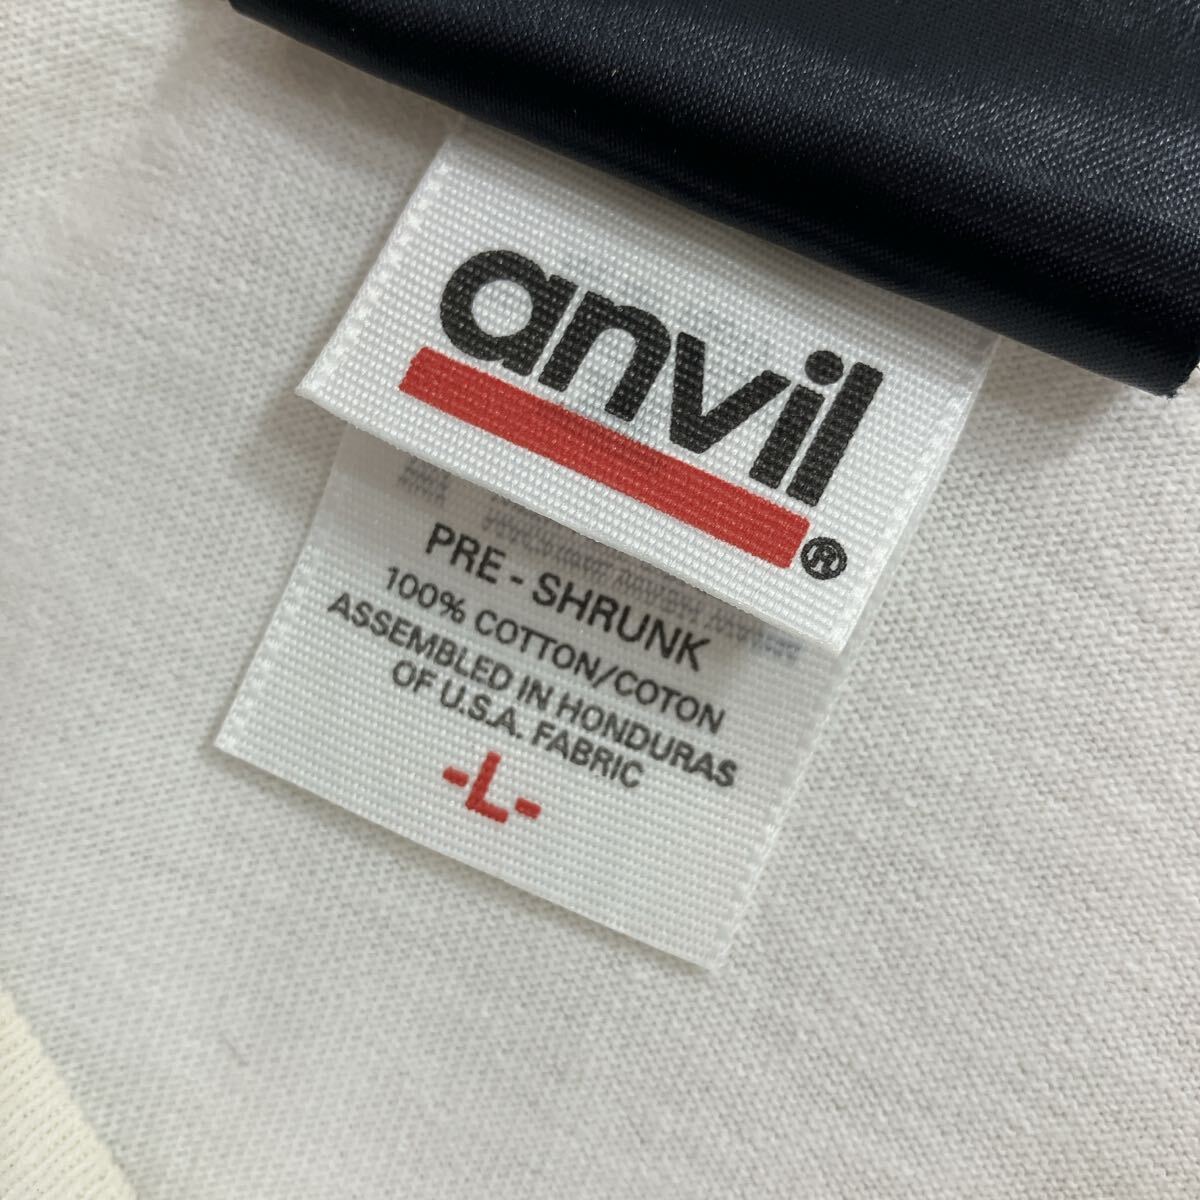 anvil®
PRE - SHRUNK
100% COTTON/COTON
ASSEMBLED IN HONDURAS
OF U.S.A. FABRIC
-L-